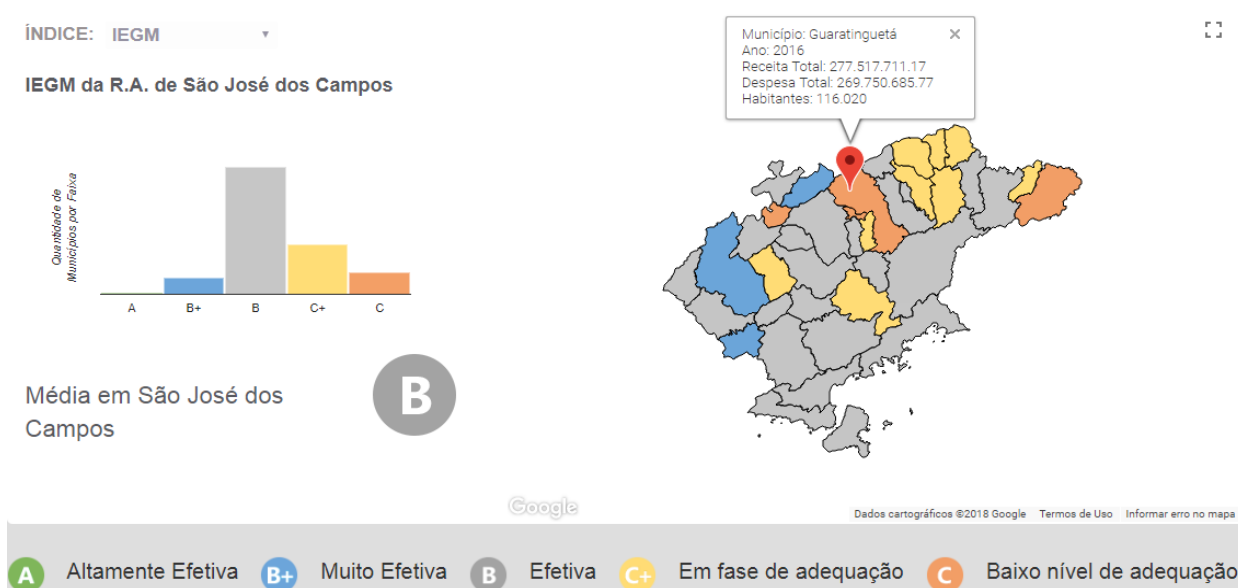 ÍNDICE: IEGM
IEGM da R.A. de São José dos Campos
Quantidade de
Municípios por Faixa
A B+ B C+ C
Média em São José dos
Campos
B
Município: Guaratinguetá
Ano: 2016
Receita Total: 277.517.711.17
Despesa Total: 269.750.685.77
Habitantes: 116.020
Google
Dados cartográficos ©2018 Google Termos de Uso Informar erro no mapa
A Altamente Efetiva B+ Muito Efetiva B Efetiva C+ Em fase de adequação C Baixo nível de adequação